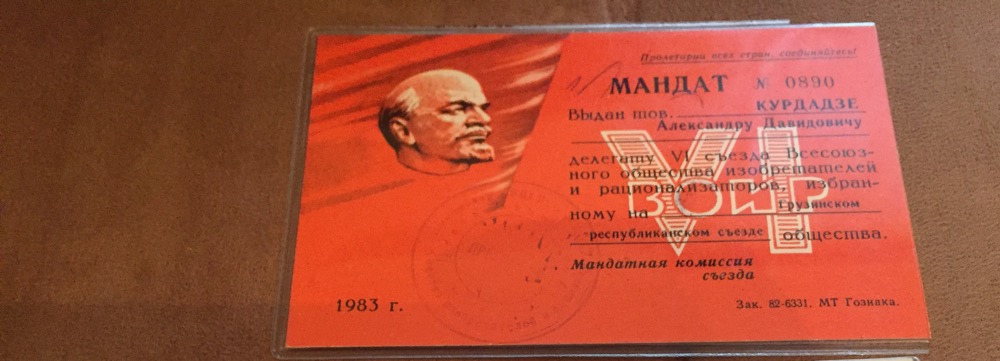 Пролетарии всех стран, соединяйтесь!
МАНДАТ № 0890
Выдан тов. КУРДАДЗЕ
Александру Давидовичу
делегату VI съезда Всесоюз-
ного общества изобретателей
и рационализаторов, избран-
ному на Грузинском
республиканском съезде общества.
VI
ВОИР
Мандатная комиссия
съезда
1983 г.
Зак. 82-6331. МТ Гознака.